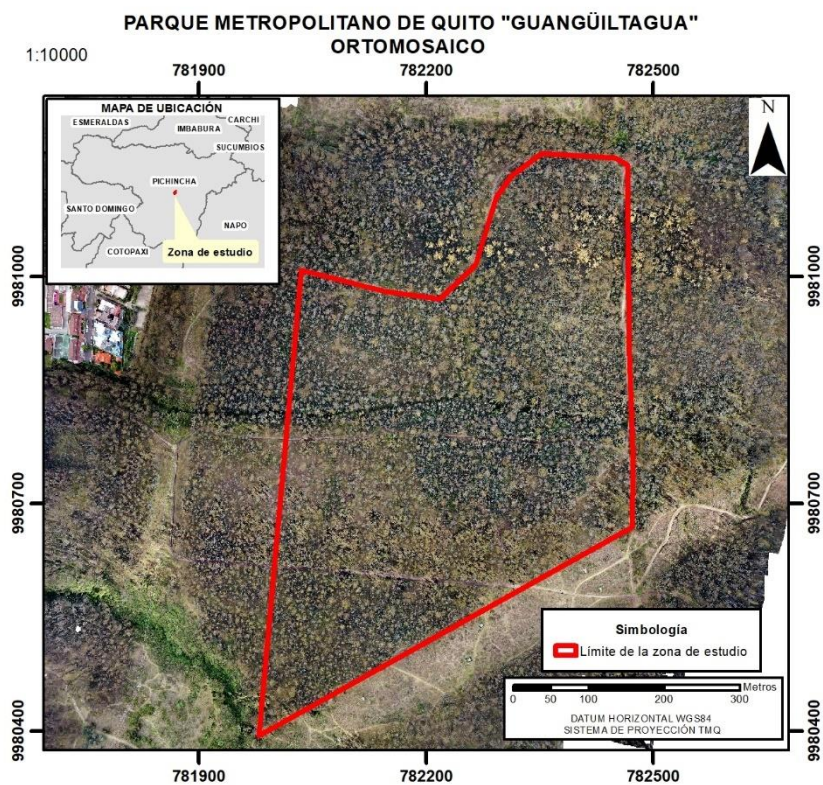 PARQUE METROPOLITANO DE QUITO "GUANGÜILTAGUA"
ORTOMOSAICO
1:10000
781900 782200 782500
MAPA DE UBICACIÓN
ESMERALDAS
CARCHI
IMBABURA
SUCUMBIOS
PICHINCHA
SANTO DOMINGO
NAPO
COTOPAXI
Zona de estudio
N
9981000 9981000
9980700 9980700
Simbología
Límite de la zona de estudio
Metros
0 50 100 200 300
DATUM HORIZONTAL WGS84
SISTEMA DE PROYECCIÓN TMQ
9980400 9980400
781900 782200 782500